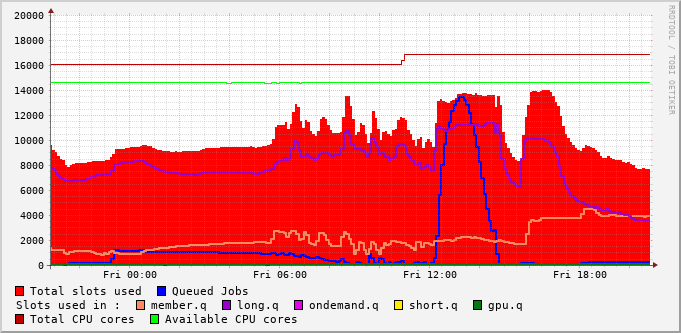 20000
18000
16000
14000
12000
10000
8000
6000
4000
2000
0
Fri 00:00 Fri 06:00 Fri 12:00 Fri 18:00
RRDTOOL / TOBI OETIKER
Total slots used Queued Jobs
Slots used in : member.q long.q ondemand.q short.q gpu.q
Total CPU cores Available CPU cores